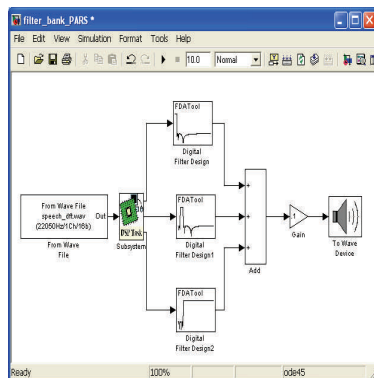 filter_bank_PARS *
File Edit View Simulation Format Tools Help
10.0 Normal
FDATool
Digital
Filter Design
From Wave File
speech_dft.wav
(22050Hz/1Ch/16b)
Out
From Wave
File
Subsystem
FDATool
Digital
Filter Design1
FDATool
Digital
Filter Design2
+
+
+
Add
Gain
To Wave
Device
Ready 100% ode45